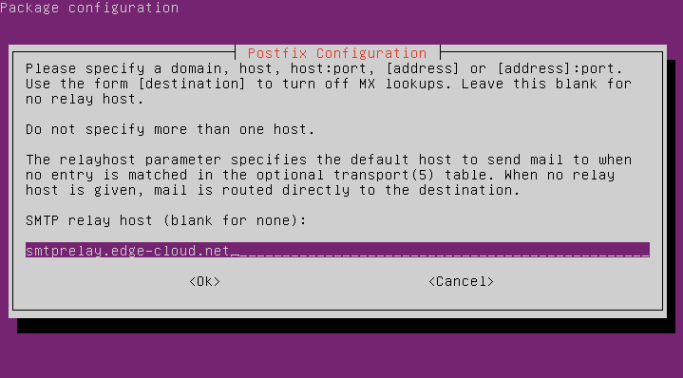 Package configuration
Postfix Configuration
Please specify a domain, host, host:port, [address] or [address]:port.
Use the form [destination] to turn off MX lookups. Leave this blank for
no relay host.
Do not specify more than one host.
The relayhost parameter specifies the default host to send mail to when
no entry is matched in the optional transport(5) table. When no relay
host is given, mail is routed directly to the destination.
SMTP relay host (blank for none):
smtprelay.edge-cloud.net
<Ok> <Cancel>